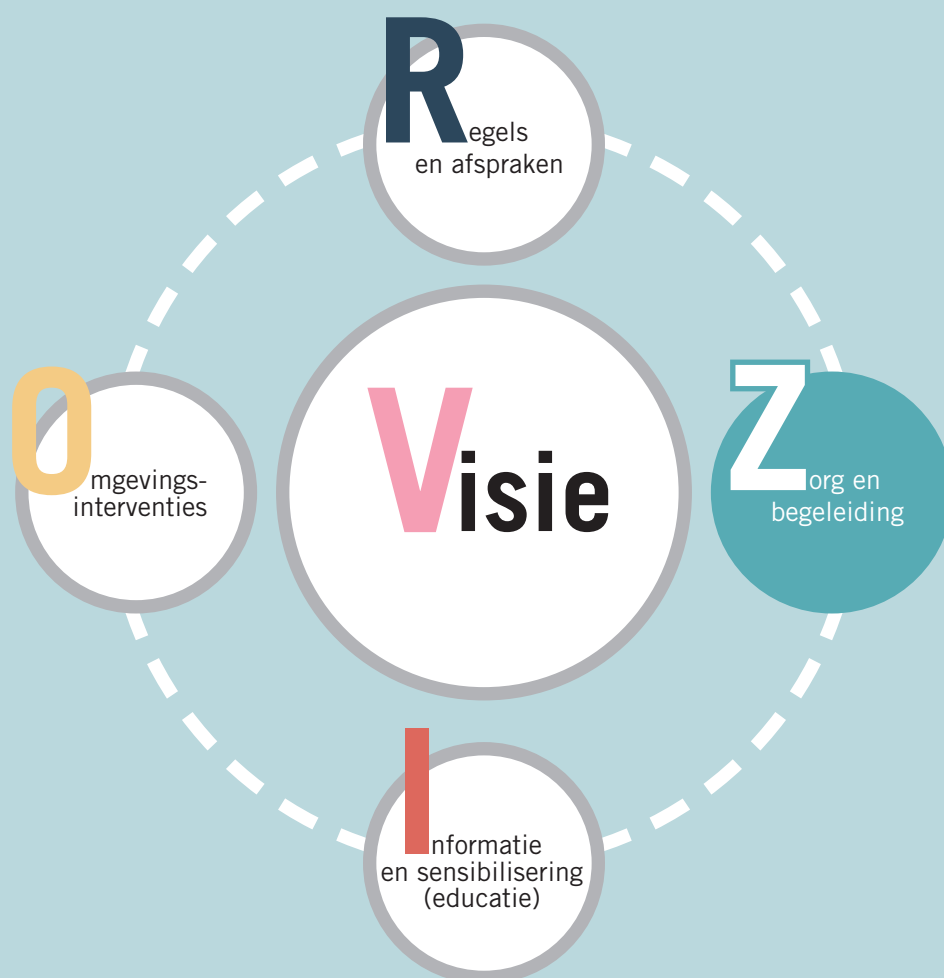 Regels
en afspraken
Omgevings-
interventies
Visie
Zorg en
begeleiding
Informatie
en sensibilisering
(educatie)